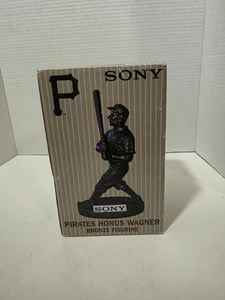 P SONY
SONY
PIRATES HONUS WAGNER
BRONZE FIGURINE